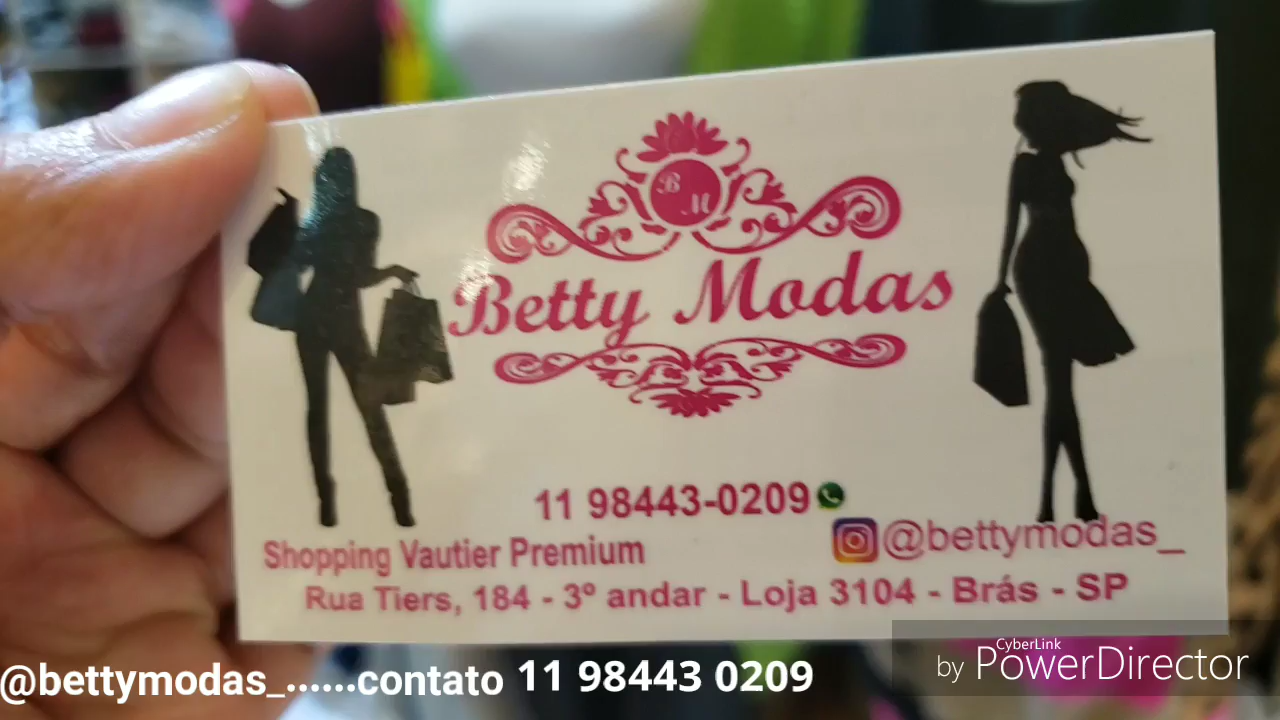 B
M
Betty Modas
11 98443-0209
Shopping Vautier Premium
@bettymodas_
Rua Tiers, 184 - 3º andar - Loja 3104 - Brás - SP
@bettymodas_......contato 11 98443 0209
CyberLink
by PowerDirector